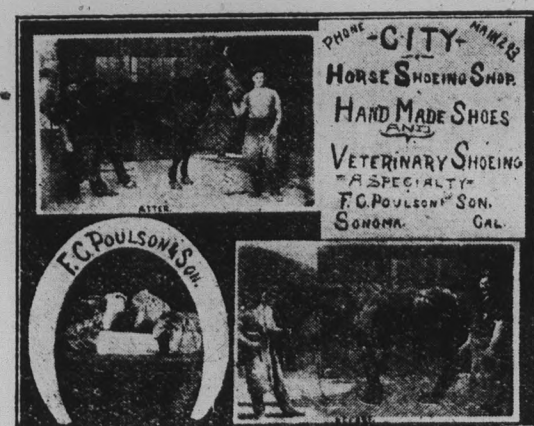 PHONE MAIN 293
CITY
HORSE SHOEING SHOP.
HAND MADE SHOES
AND
VETERINARY SHOEING
A SPECIALTY
F.C. POULSON & SON.
SONOMA. CAL.
AFTER.
F.C. POULSON & SON.